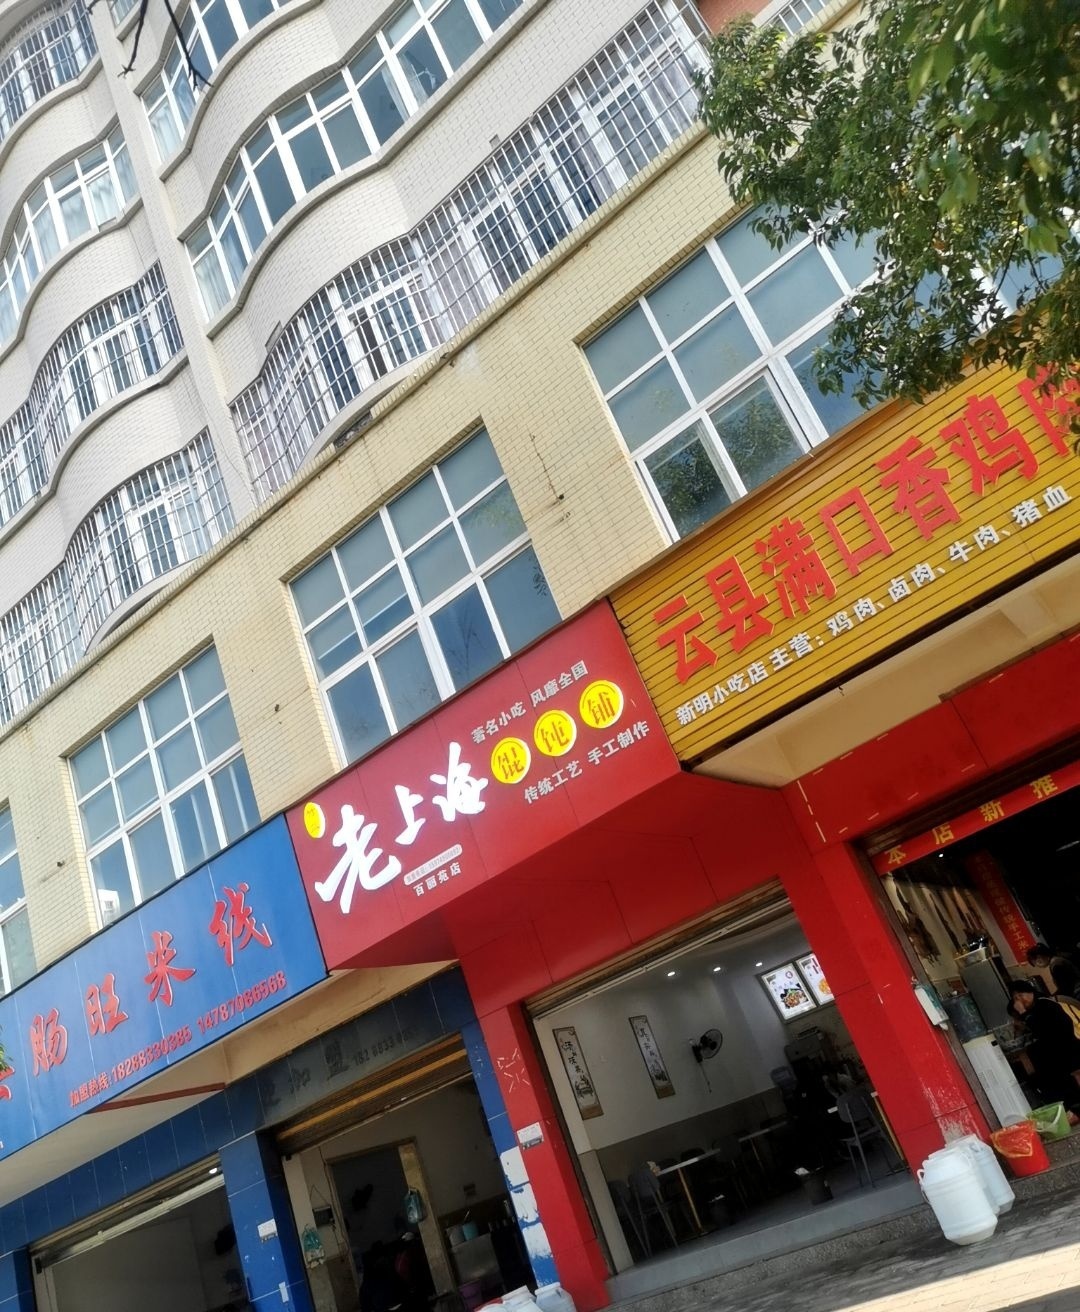 肠旺米线
加盟热线:18288330385 14787066568
著名小吃 风靡全国
老上海
馄饨铺
传统工艺 手工制作
百丽苑店
云县满口香鸡肉
新明小吃店 主营：鸡肉、卤肉、牛肉、猪血
本店新推